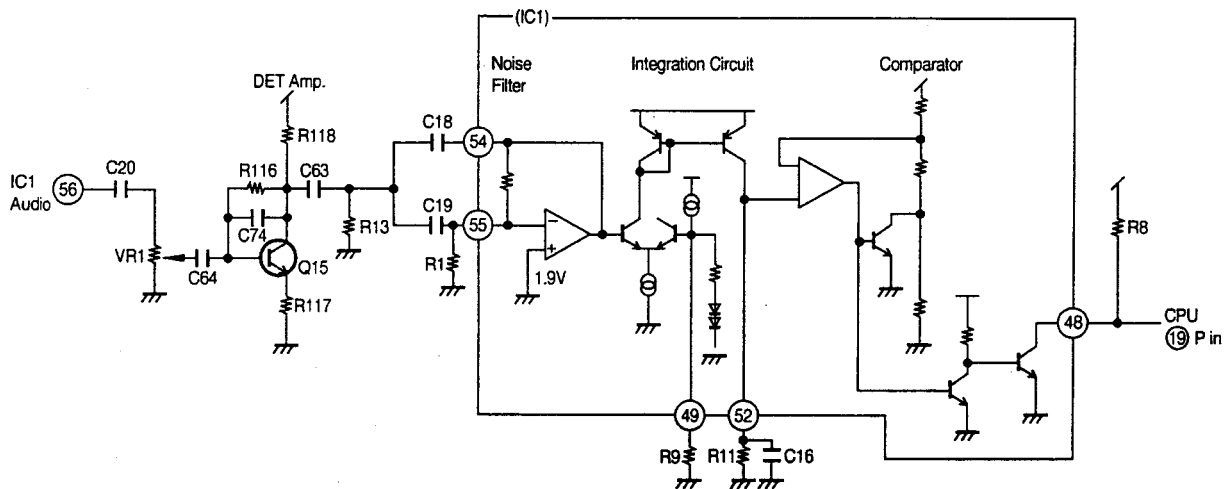 (IC1)
Noise
Filter
Integration Circuit
Comparator
DET Amp.
R118
C18
54
R116
C63
C20
IC1
Audio
56
C74
C19
55
R13
R8
VR1
C64
Q15
R1
1.9V
R117
48
CPU
19 Pin
49
52
R9
R11
C16